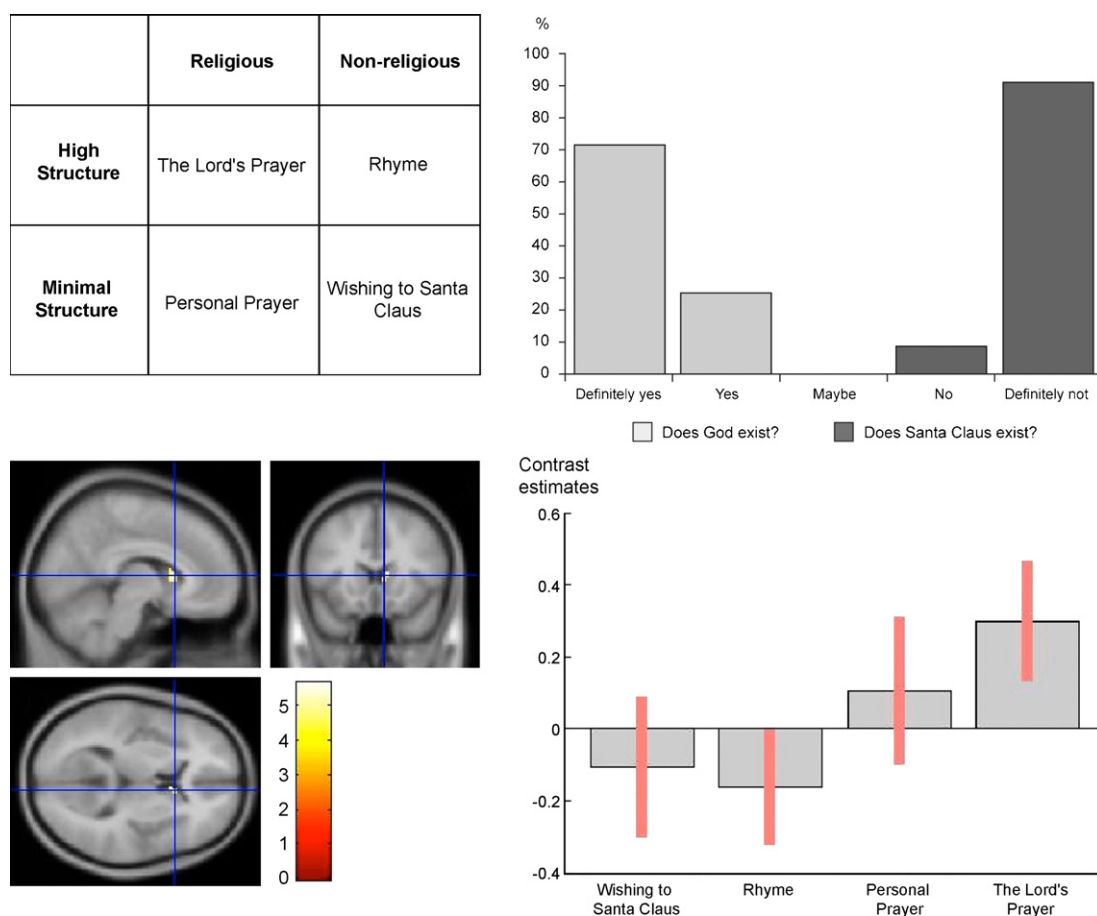 Religious Non-religious
High
Structure
The Lord's Prayer Rhyme
Minimal
Structure
Personal Prayer
Wishing to Santa
Claus
%
100
90
80
70
60
50
40
30
20
10
0
Definitely yes Yes Maybe No Definitely not
Does God exist? Does Santa Claus exist?
5
4
3
2
1
0
Contrast
estimates
0.6
0.4
0.2
0
-0.2
-0.4
Wishing to
Santa Claus
Rhyme
Personal
Prayer
The Lord's
Prayer